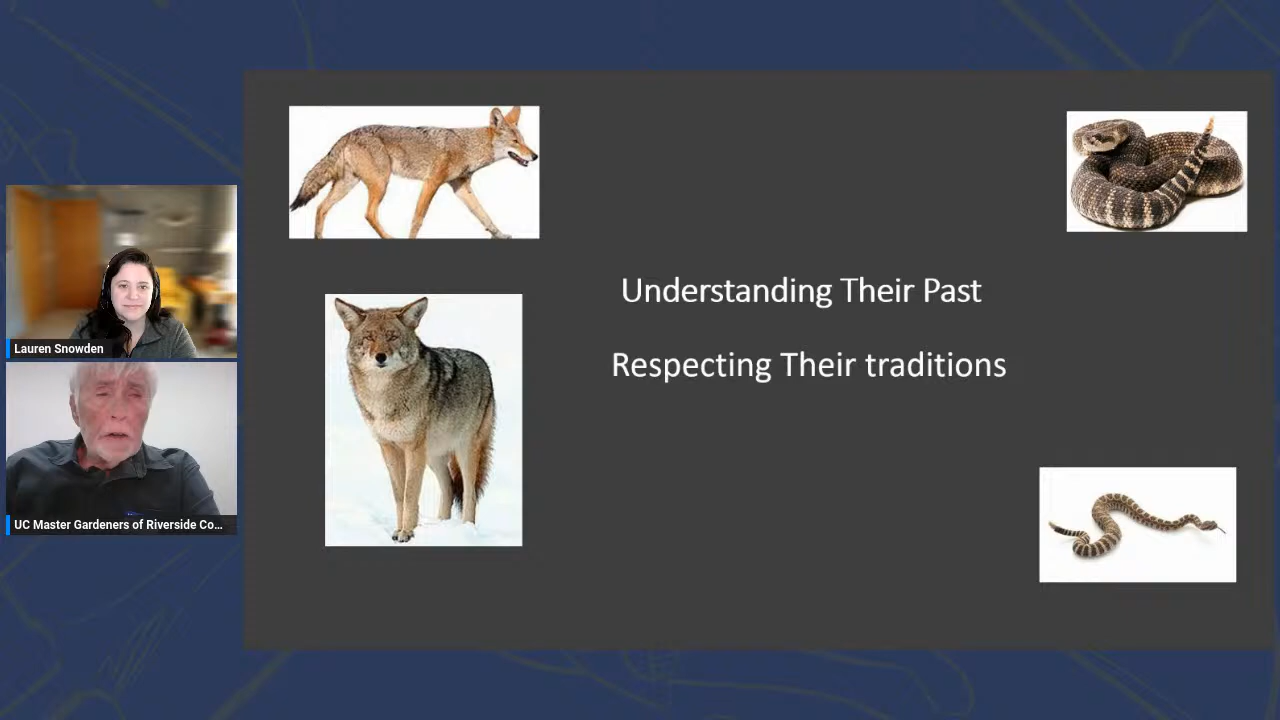 Understanding Their Past
Respecting Their traditions
Lauren Snowden
UC Master Gardeners of Riverside Co...